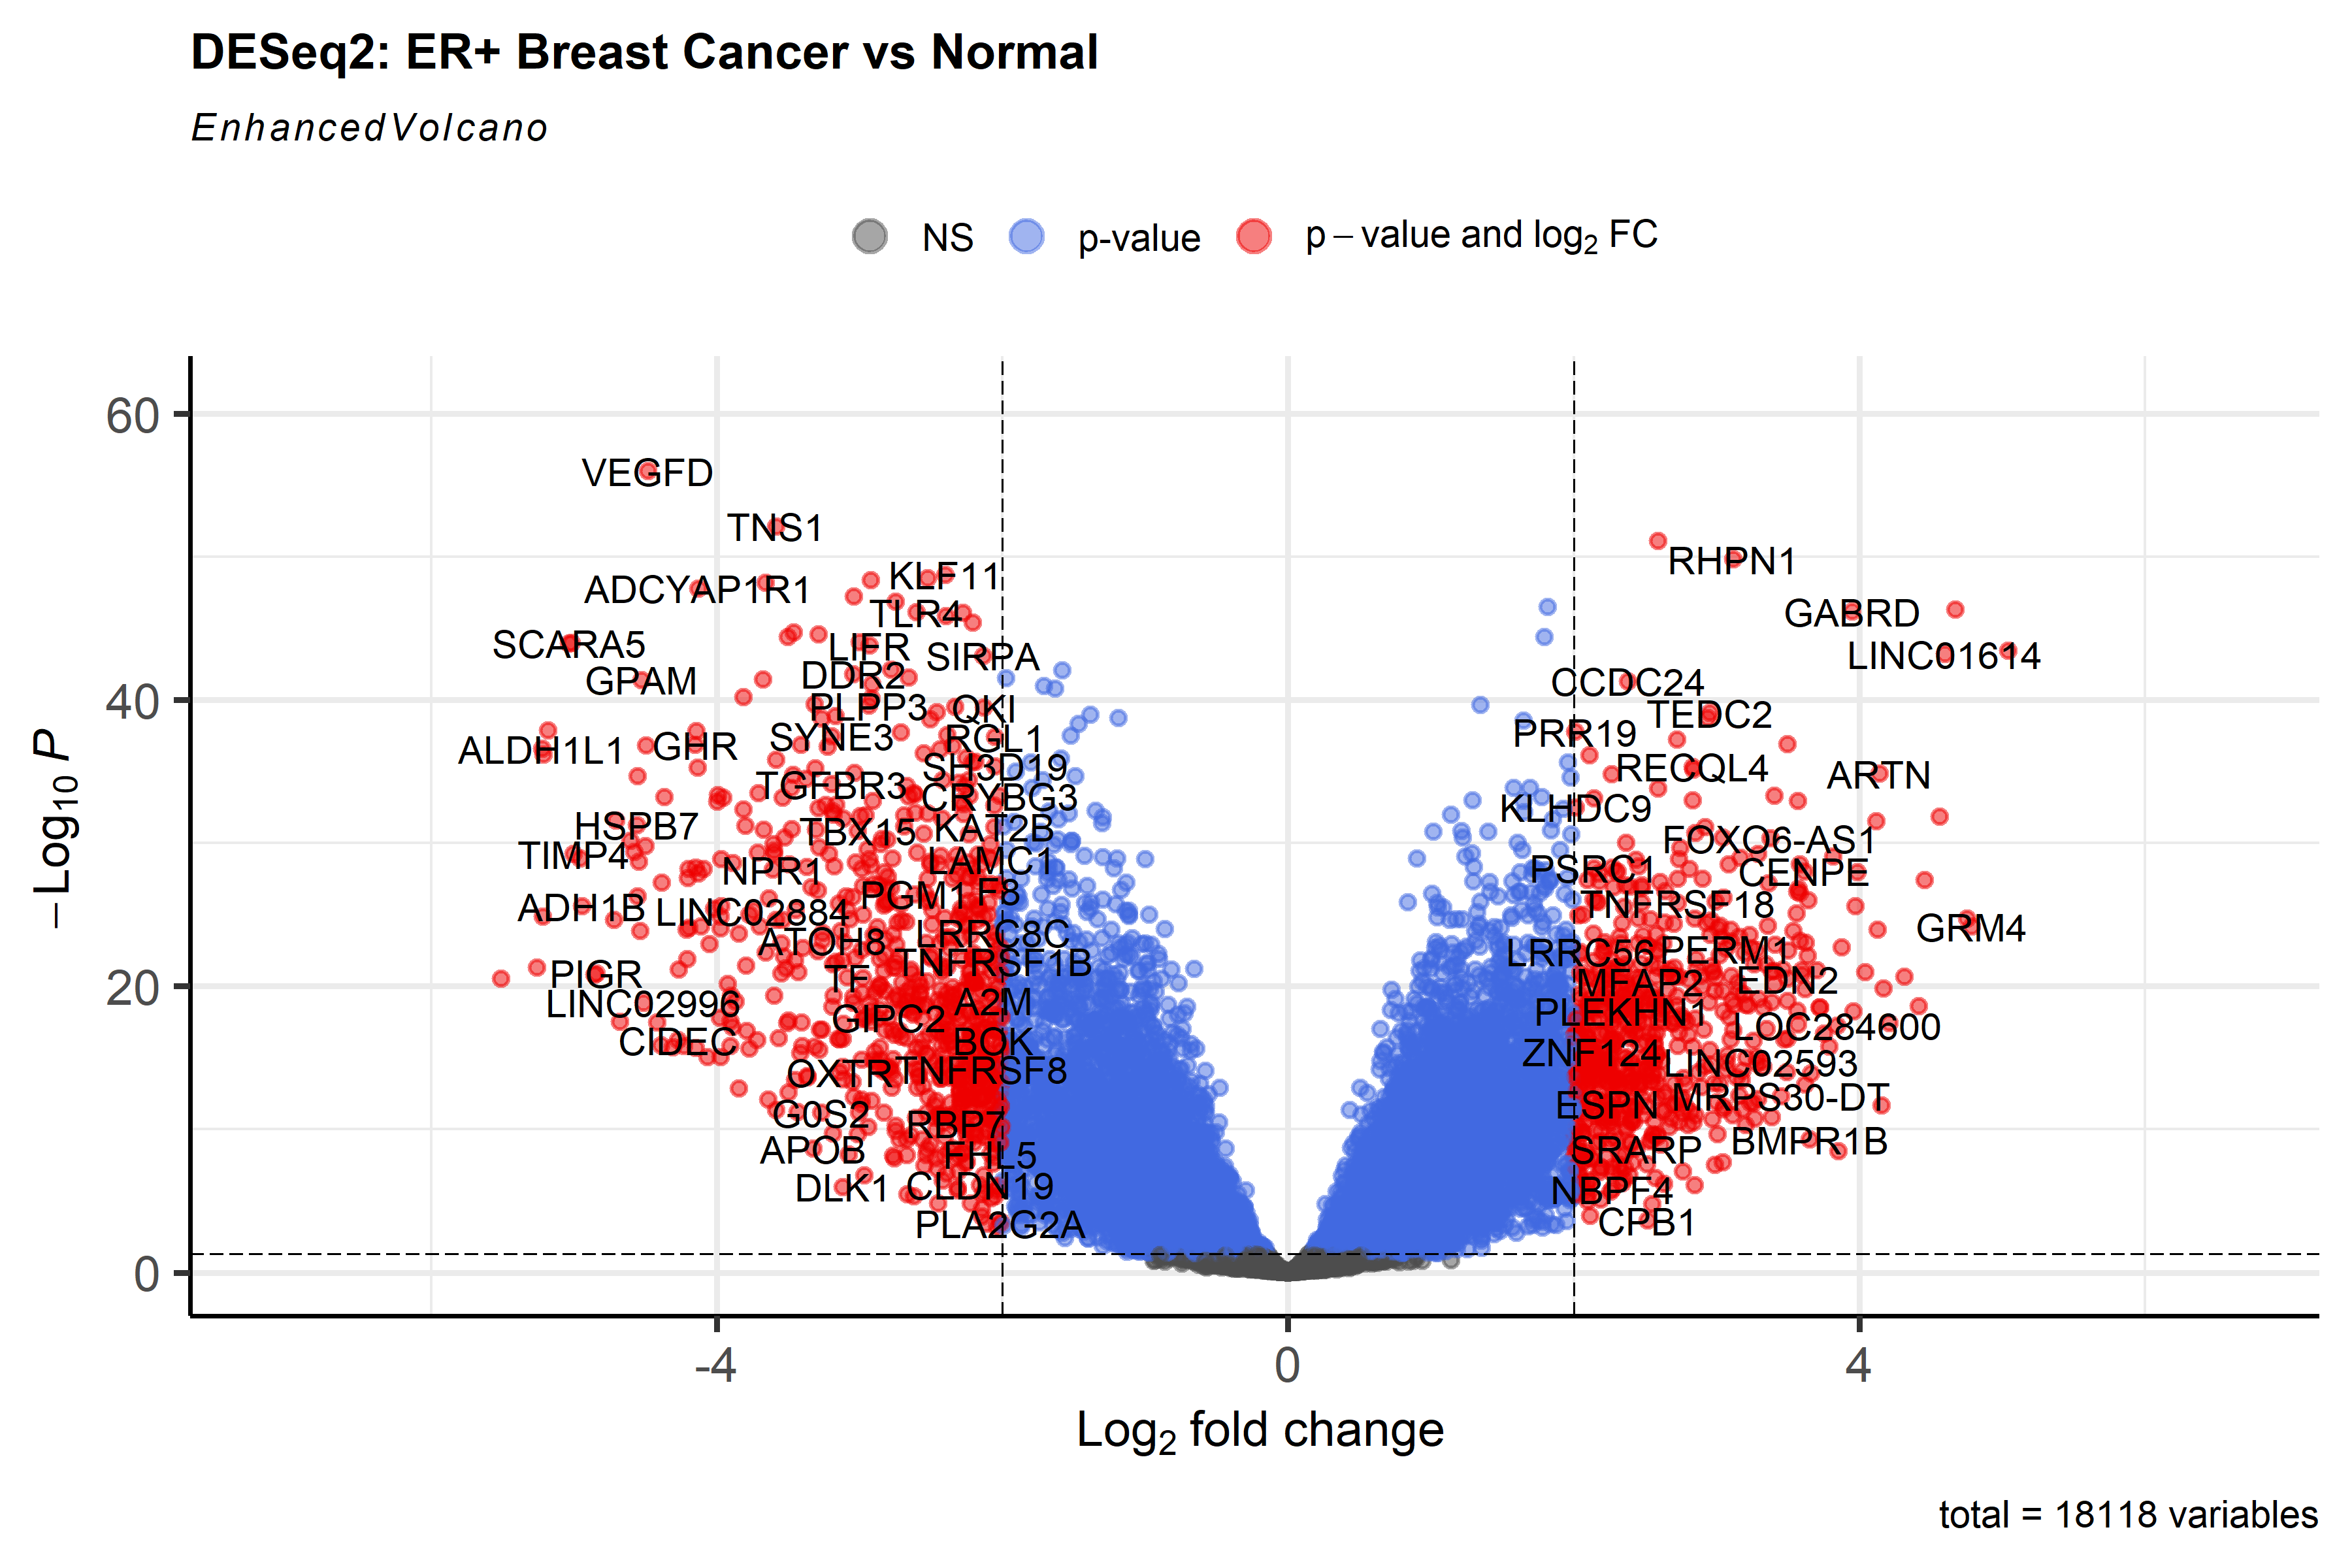 DESeq2: ER+ Breast Cancer vs Normal
EnhancedVolcano
NS p-value p – value and log2 FC
60
VEGFD
TNS1
RHPN1
KLF11
ADCYAP1R1
TLR4
GABRD
SCARA5
LIFR
SIRPA
LINC01614
GPAM
DDR2
CCDC24
40
PLPP3
QKI
TEDC2
SYNE3
RGL1
PRR19
ALDH1L1
GHR
SH3D19
RECQL4
ARTN
TGFBR3
CRYBG3
KLHDC9
HSPB7
TBX15
KAT2B
FOXO6-AS1
TIMP4
LAMC1
NPR1
PSRC1
CENPE
PGM1
F8
ADH1B
LINC02884
TNFRSF18
ATOH8
LRRC8C
GRM4
TNFRSF1B
LRRC56
PERM1
PIGR
TF
MFAP2
EDN2
20
LINC02996
A2M
GIPC2
PLEKHN1
LOC284600
CIDEC
BOK
ZNF124
LINC02593
OXTR
TNFRSF8
G0S2
RBP7
ESPN
MRPS30-DT
APOB
FHL5
SRARP
BMPR1B
DLK1
CLDN19
NBPF4
PLA2G2A
CPB1
0
– Log10 P
-4 0 4
Log2 fold change
total = 18118 variables